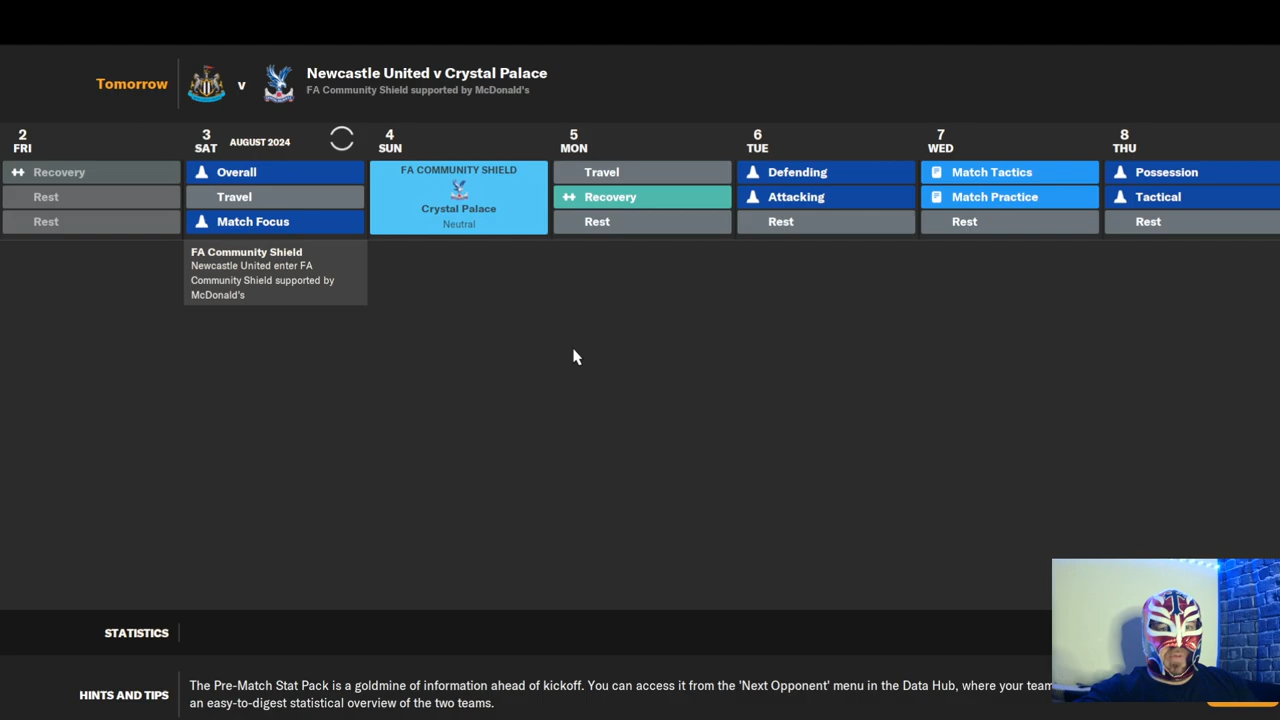 Tomorrow
v
Newcastle United v Crystal Palace
FA Community Shield supported by McDonald's
2
FRI
3
SAT
AUGUST 2024
4
SUN
5
MON
6
TUE
7
WED
8
THU
Recovery
Rest
Rest
Overall
Travel
Match Focus
FA COMMUNITY SHIELD
Crystal Palace
Neutral
Travel
Recovery
Rest
Defending
Attacking
Rest
Match Tactics
Match Practice
Rest
Possession
Tactical
Rest
FA Community Shield
Newcastle United enter FA
Community Shield supported by
McDonald's
STATISTICS
HINTS AND TIPS
The Pre-Match Stat Pack is a goldmine of information ahead of kickoff. You can access it from the 'Next Opponent' menu in the Data Hub, where your team
an easy-to-digest statistical overview of the two teams.